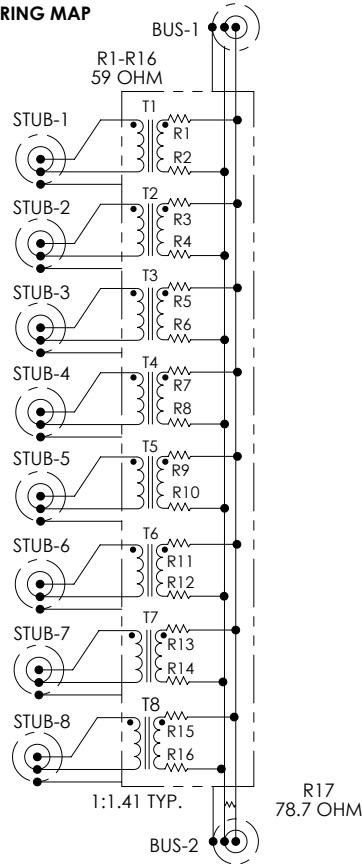 RING MAP
BUS-1
R1-R16
59 OHM
STUB-1
T1
R1
R2
STUB-2
T2
R3
R4
STUB-3
T3
R5
R6
STUB-4
T4
R7
R8
STUB-5
T5
R9
R10
STUB-6
T6
R11
R12
STUB-7
T7
R13
R14
STUB-8
T8
R15
R16
1:1.41 TYP.
R17
78.7 OHM
BUS-2